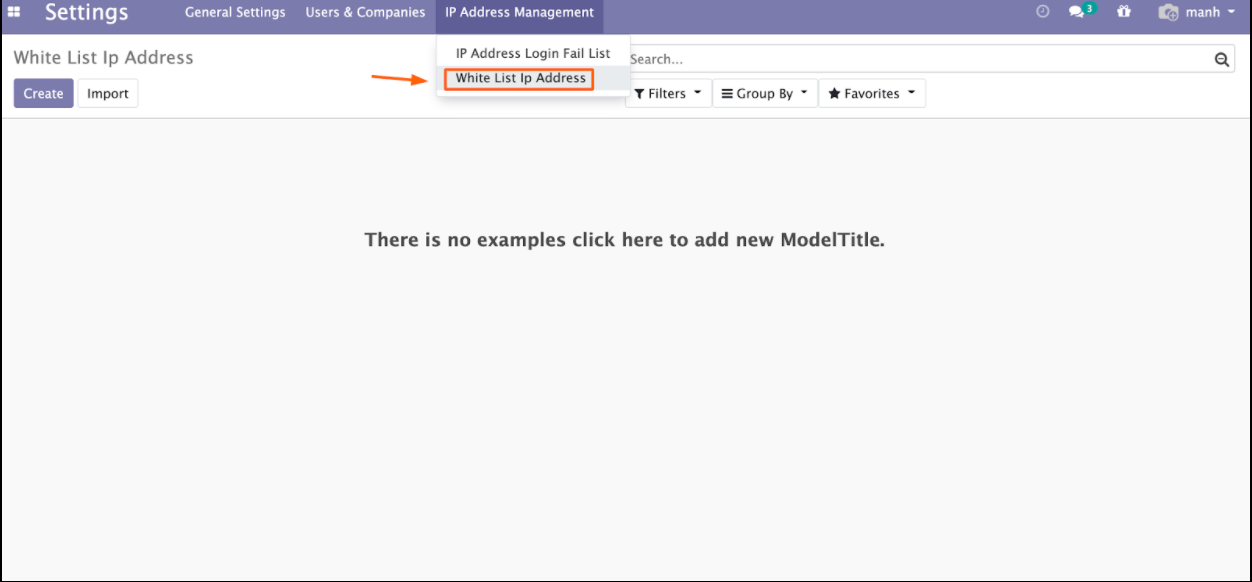 Settings General Settings Users & Companies IP Address Management 3 manh
White List Ip Address
IP Address Login Fail List
White List Ip Address
Search...
Create Import
Filters Group By Favorites
There is no examples click here to add new ModelTitle.